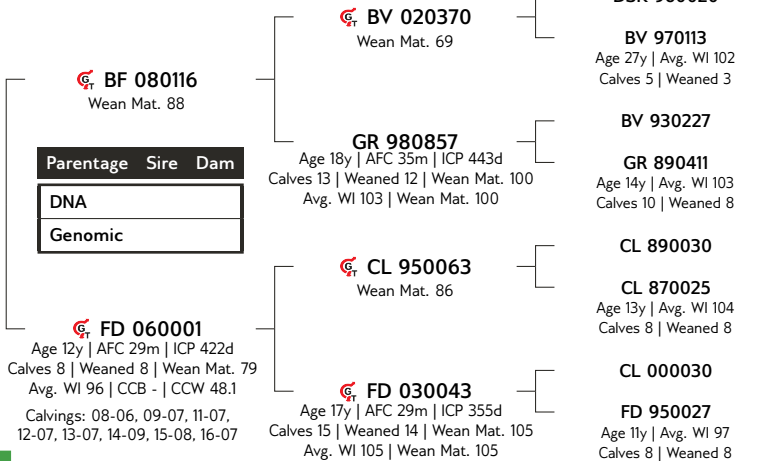 BV 020370
Wean Mat. 69
BV 970113
Age 27y | Avg. WI 102
Calves 5 | Weaned 3
BF 080116
Wean Mat. 88
BV 930227
GR 980857
Age 18y | AFC 35m | ICP 443d
Calves 13 | Weaned 12 | Wean Mat. 100
Avg. WI 103 | Wean Mat. 100
GR 890411
Age 14y | Avg. WI 103
Calves 10 | Weaned 8
Parentage Sire Dam
DNA
Genomic
CL 890030
CL 950063
Wean Mat. 86
CL 870025
Age 13y | Avg. WI 104
Calves 8 | Weaned 8
FD 060001
Age 12y | AFC 29m | ICP 422d
Calves 8 | Weaned 8 | Wean Mat. 79
Avg. WI 96 | CCB - | CCW 48.1
Calvings: 08-06, 09-07, 11-07,
12-07, 13-07, 14-09, 15-08, 16-07
CL 000030
FD 030043
Age 17y | AFC 29m | ICP 355d
Calves 15 | Weaned 14 | Wean Mat. 105
Avg. WI 105 | Wean Mat. 105
FD 950027
Age 11y | Avg. WI 97
Calves 8 | Weaned 8